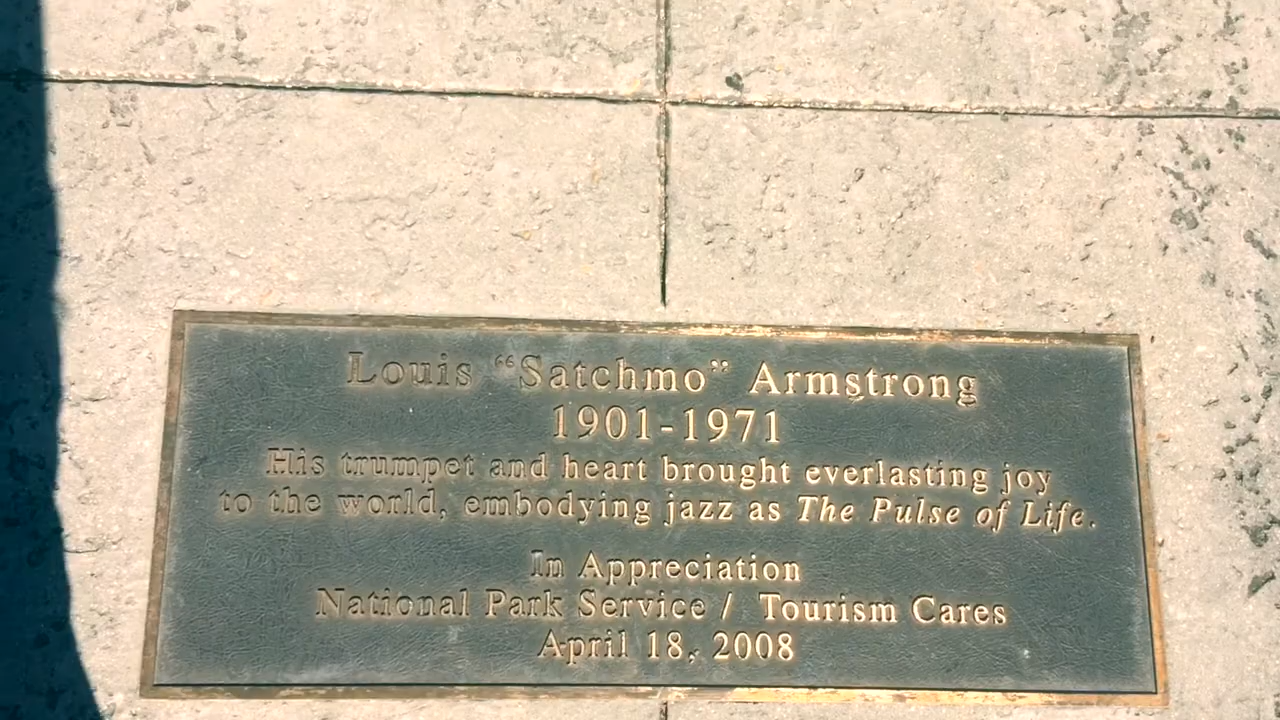 Louis “Satchmo” Armstrong
1901-1971
His trumpet and heart brought everlasting joy
to the world, embodying jazz as The Pulse of Life.
In Appreciation
National Park Service / Tourism Cares
April 18, 2008